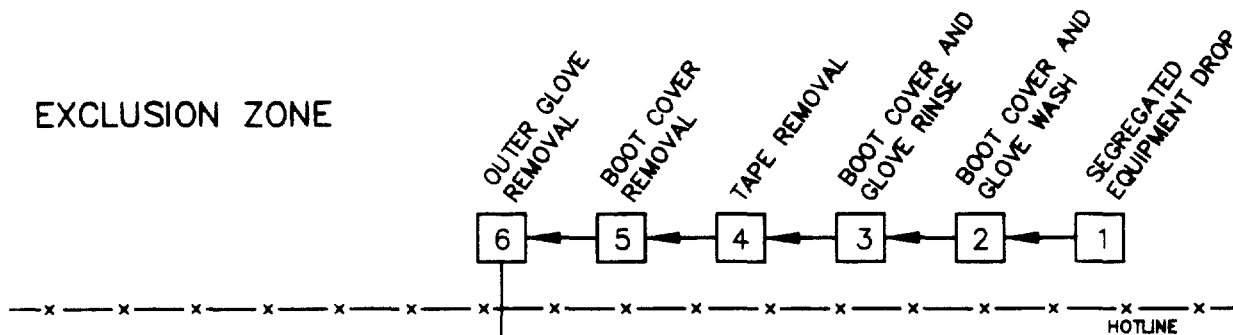 EXCLUSION ZONE
OUTER GLOVE
REMOVAL
BOOT COVER
REMOVAL
TAPE REMOVAL
BOOT COVER AND
GLOVE RINSE
BOOT COVER AND
GLOVE WASH
SEGREGATED
EQUIPMENT DROP
6
5
4
3
2
1
HOTLINE